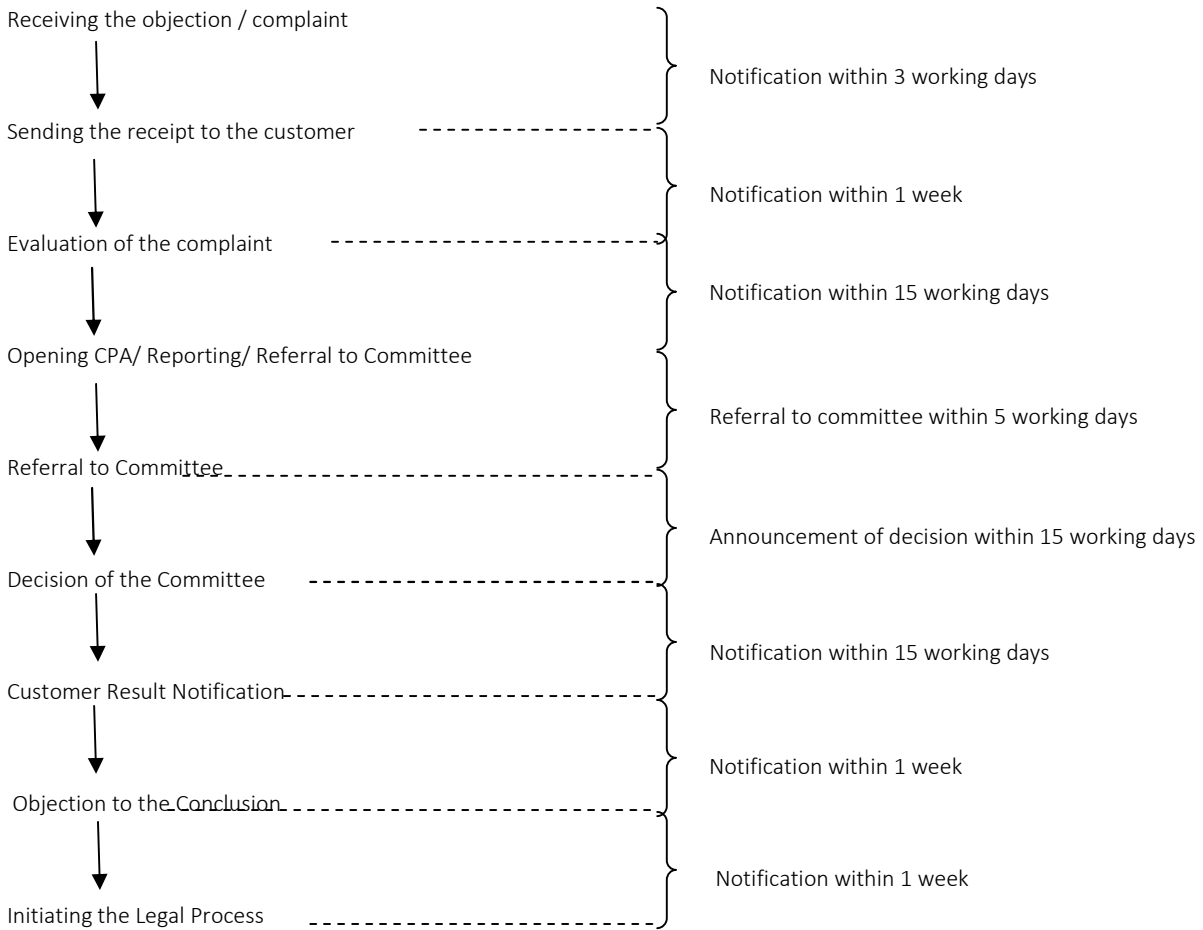 Receiving the objection / complaint
Notification within 3 working days
Sending the receipt to the customer
Notification within 1 week
Evaluation of the complaint
Notification within 15 working days
Opening CPA/ Reporting/ Referral to Committee
Referral to committee within 5 working days
Referral to Committee
Announcement of decision within 15 working days
Decision of the Committee
Notification within 15 working days
Customer Result Notification
Notification within 1 week
Objection to the Conclusion
Notification within 1 week
Initiating the Legal Process